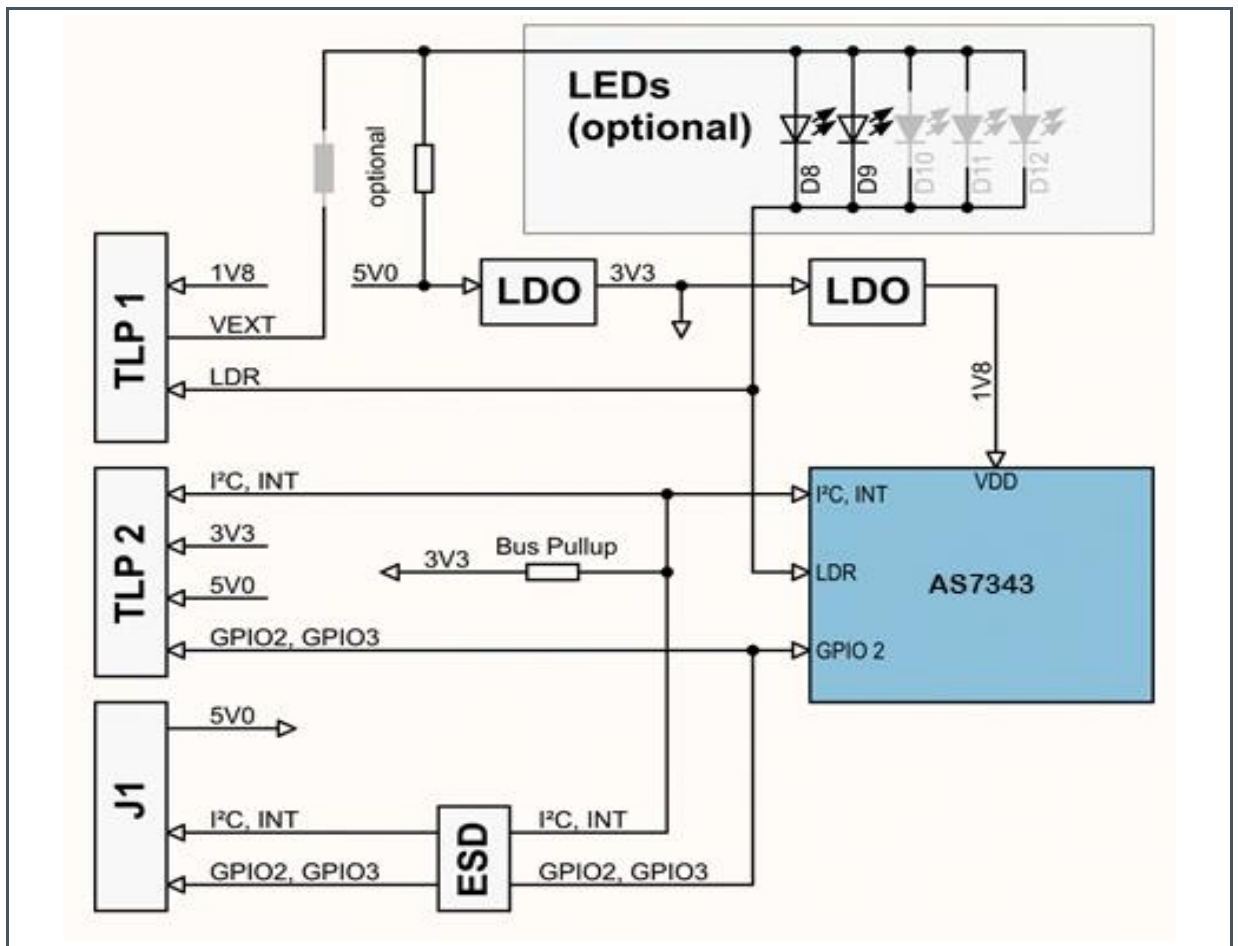 LEDs
(optional)
optional
D8
D9
D10
D11
D12
TLP 1
1V8
VEXT
LDR
5V0
LDO
3V3
LDO
1V8
TLP 2
I²C, INT
3V3
5V0
GPIO2, GPIO3
3V3
Bus Pullup
VDD
I²C, INT
LDR
AS7343
GPIO 2
J1
5V0
I²C, INT
GPIO2, GPIO3
ESD
I²C, INT
GPIO2, GPIO3